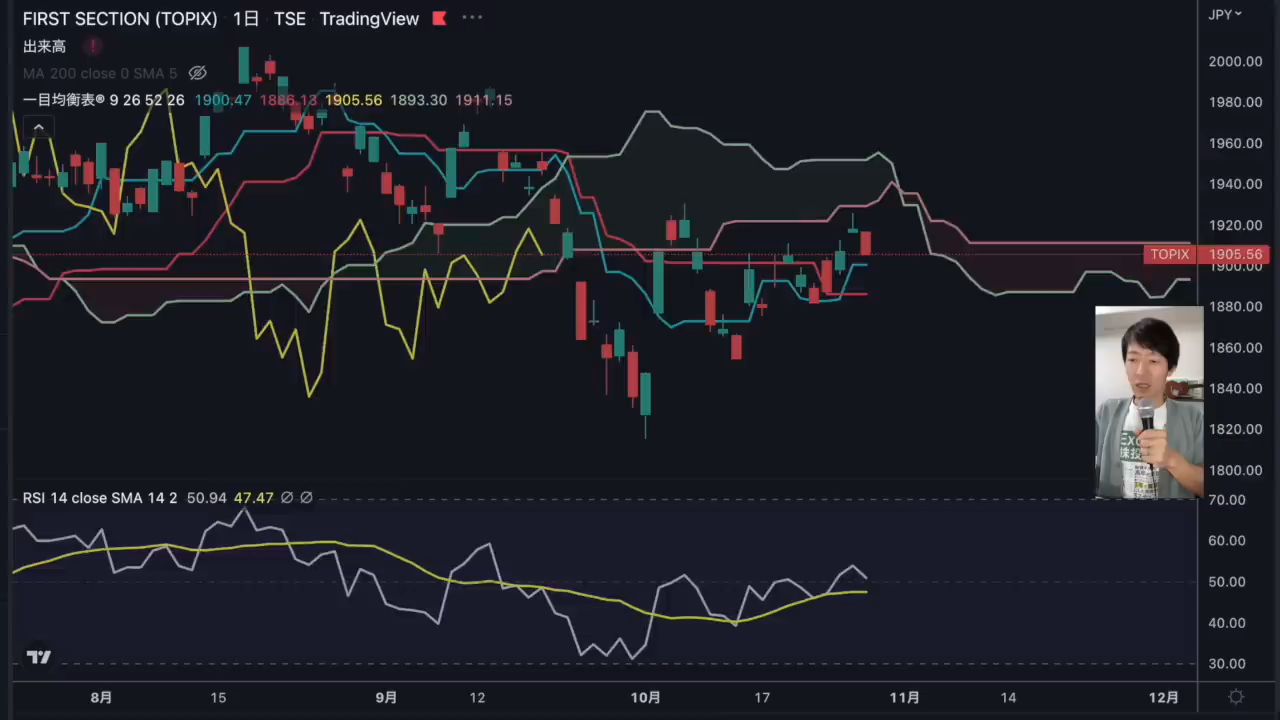 FIRST SECTION (TOPIX) 1日 TSE TradingView
JPY
出来高 !
MA 200 close 0 SMA 5
一目均衡表 9 26 52 26 1900.47 1886.13 1905.56 1893.30 1911.15
2000.00
1980.00
1960.00
1940.00
1920.00
TOPIX 1905.56
1900.00
1880.00
1860.00
1840.00
1820.00
1800.00
Exc
株投
RSI 14 close SMA 14 2 50.94 47.47
70.00
60.00
50.00
40.00
30.00
8月 15 9月 12 10月 17 11月 14 12月